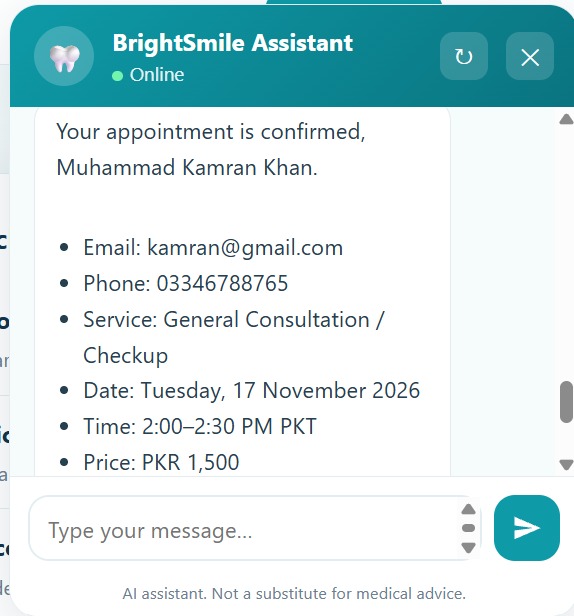 BrightSmile Assistant
Online
Your appointment is confirmed,
Muhammad Kamran Khan.
Email: kamran@gmail.com
Phone: 03346788765
Service: General Consultation /
Checkup
Date: Tuesday, 17 November 2026
Time: 2:00–2:30 PM PKT
Price: PKR 1,500
Type your message...
AI assistant. Not a substitute for medical advice.